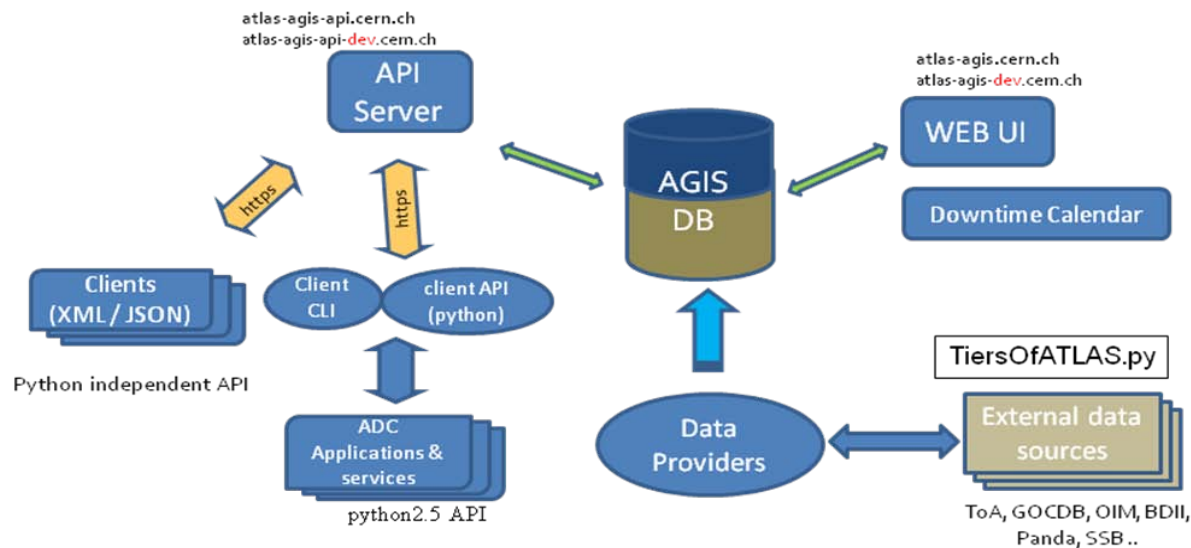 atlas-agis-api.cern.ch
atlas-agis-api-dev.cern.ch
API
Server
atlas-agis.cern.ch
atlas-agis-dev.cern.ch
WEB UI
Downtime Calendar
AGIS
DB
https
https
Clients
(XML / JSON)
Python independent API
Client
CLI
client API
(python)
ADC
Applications &
services
python2.5 API
Data
Providers
TiersOfATLAS.py
External data
sources
ToA, GOCDB, OIM, BDII,
Panda, SSB ..